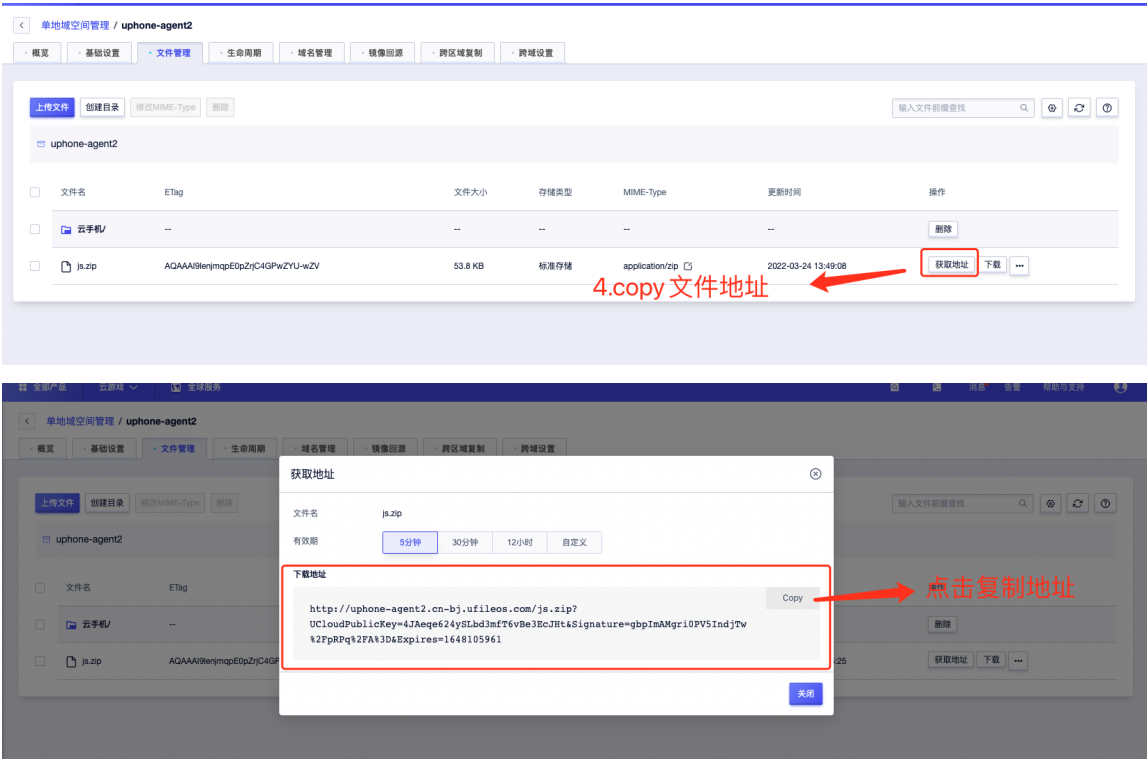 单地域空间管理 / uphone-agent2
· 概览 · 基础设置 · 文件管理 · 生命周期 · 域名管理 · 镜像回源 · 跨区域复制 · 跨域设置
上传文件 创建目录 修改MIME-Type 删除 输入文件前缀查找
uphone-agent2
文件名 ETag 文件大小 存储类型 MIME-Type 更新时间 操作
云手机/ -- -- -- -- -- 删除
js.zip AQAAAI9lenjmqpE0pZrjC4GPwZYU-wZV 53.8 KB 标准存储 application/zip 2022-03-24 13:49:08 获取地址 下载 ...
4.copy 文件地址
全部产品 云游戏 全球服务 消息 告警 帮助与支持
单地域空间管理 / uphone-agent2
· 概览 · 基础设置 · 文件管理 · 生命周期 · 域名管理 · 镜像回源 · 跨区域复制 · 跨域设置
获取地址
上传文件 创建目录 修改MIME-Type 删除 输入文件前缀查找
文件名 js.zip
有效期 5分钟 30分钟 12小时 自定义
uphone-agent2
下载地址
文件名 ETag
Copy
点击复制地址
http://uphone-agent2.cn-bj.ufileos.com/js.zip?
UCloudPublicKey=4JAeqe624ySLbd3mfT6vBe3EcJHt&Signature=gbpImAMgri0PV5IndjTw
%2FpRPq%2FA%3D&Expires=1648105961
云手机/ -- 删除
js.zip AQAAAI9lenjmqpE0pZrjC4GP :25 获取地址 下载 ...
关闭